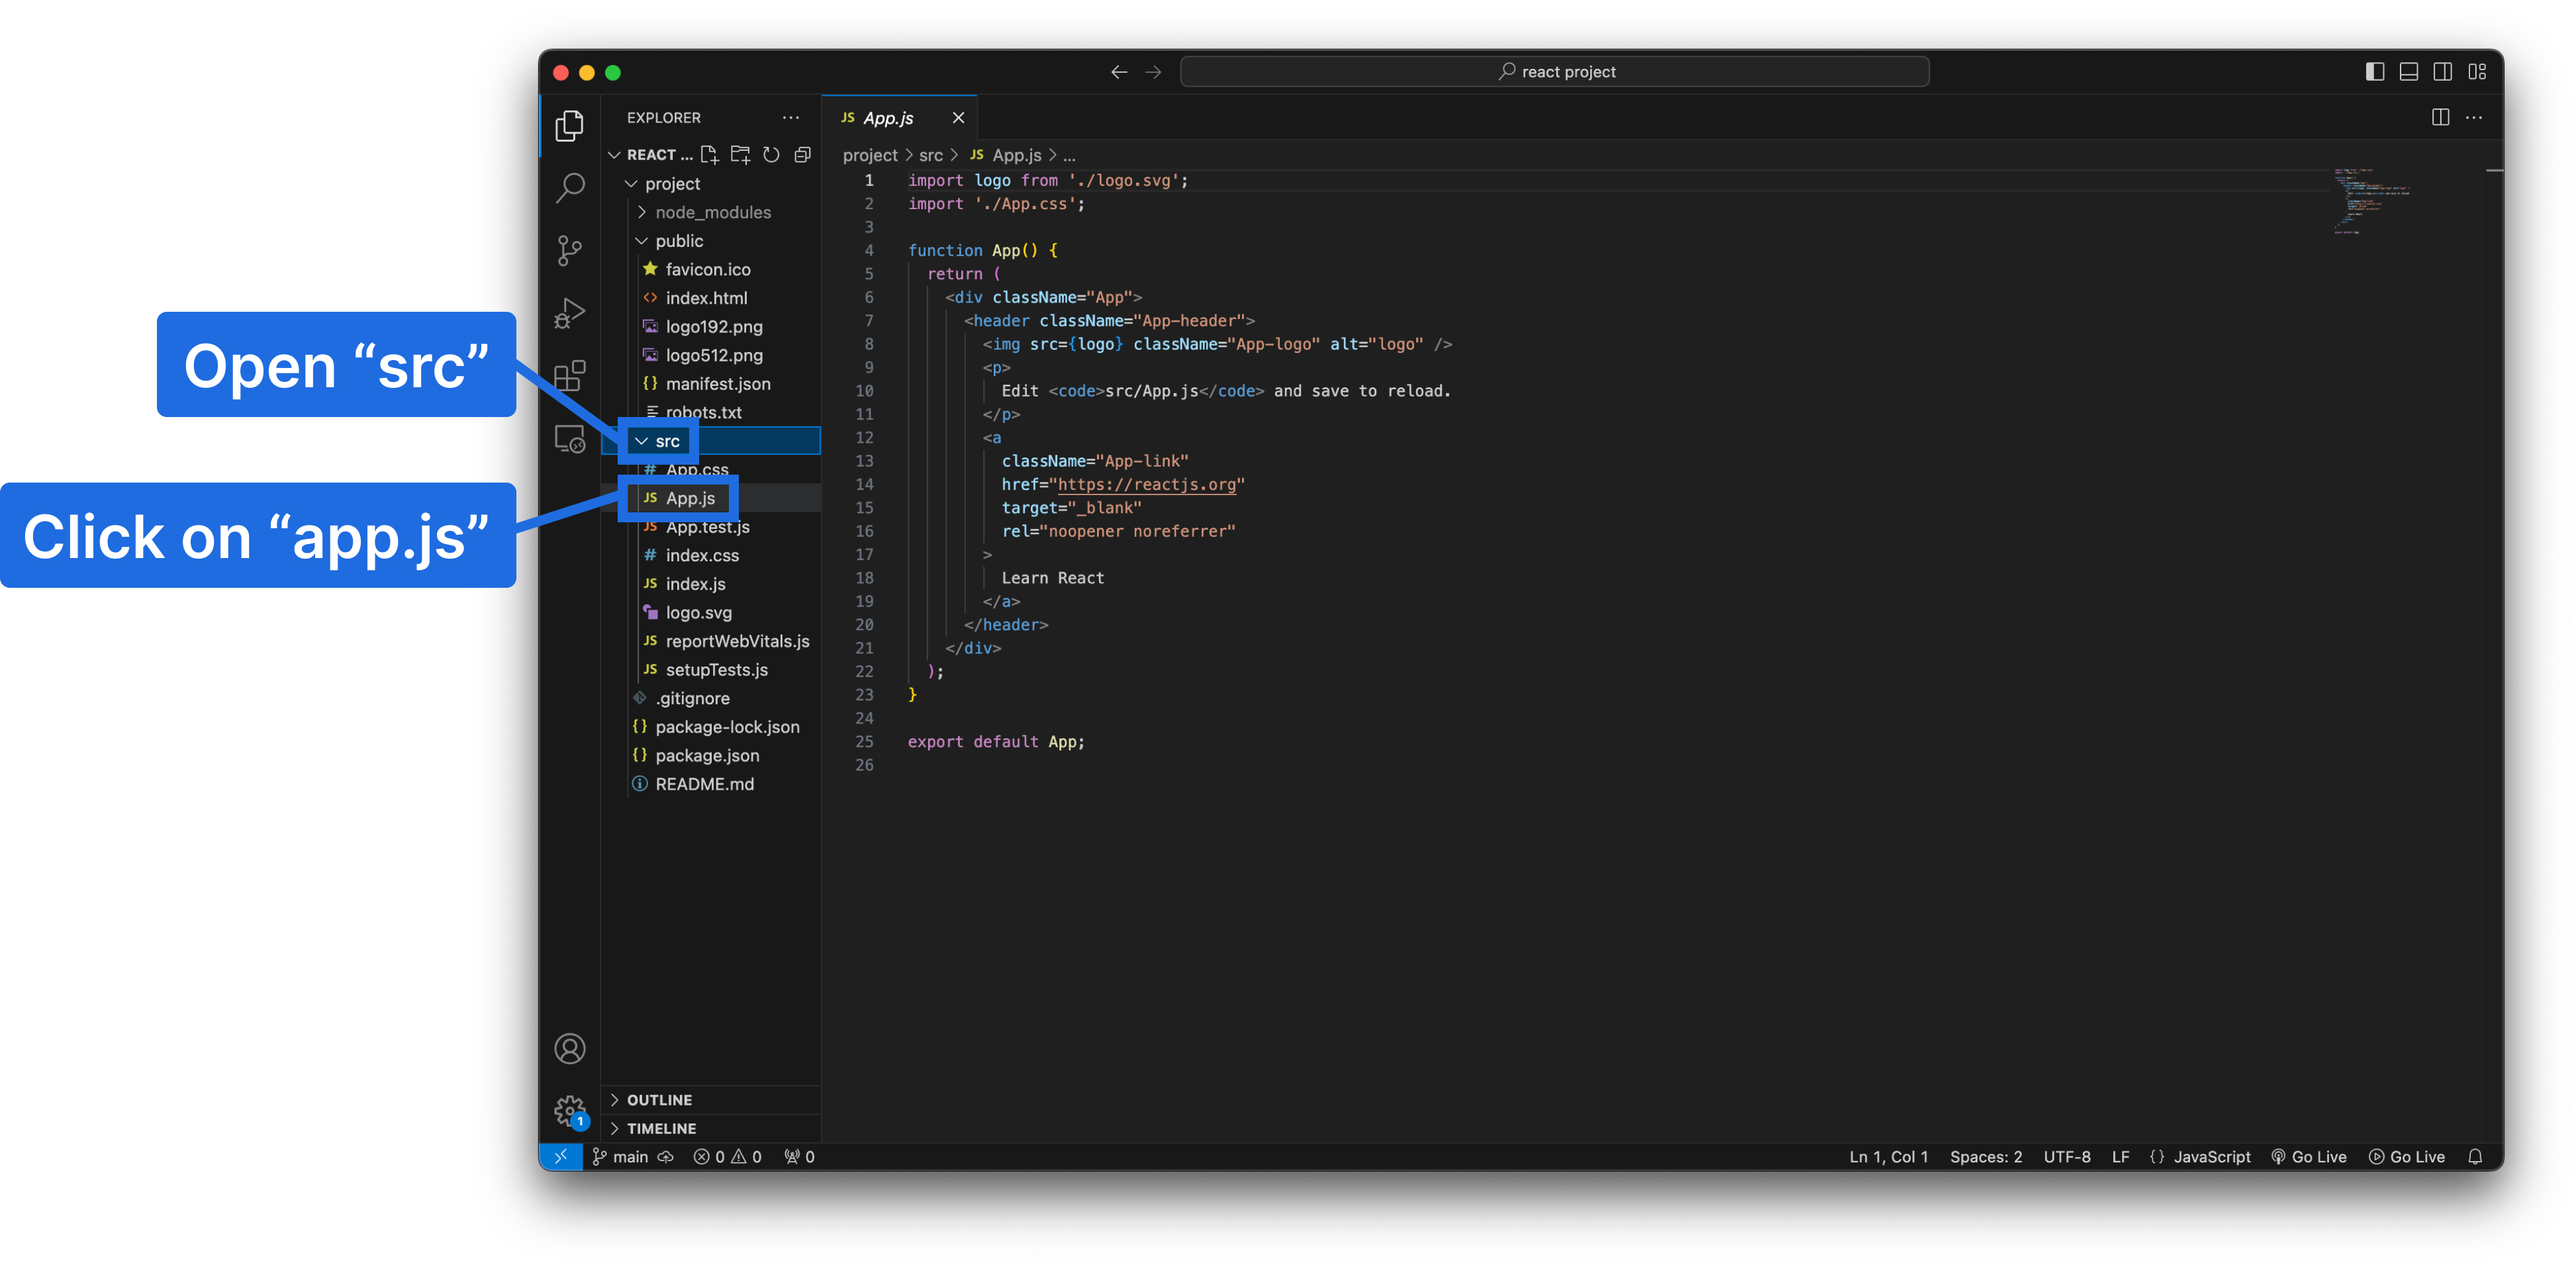 react project
EXPLORER
REACT ...
project
node_modules
public
favicon.ico
index.html
logo192.png
logo512.png
manifest.json
robots.txt
src
App.css
App.js
App.test.js
index.css
index.js
logo.svg
reportWebVitals.js
setupTests.js
.gitignore
package-lock.json
package.json
README.md
OUTLINE
TIMELINE
Open “src”
Click on “app.js”
JS App.js
project > src > JS App.js > ...
1 import logo from './logo.svg';
2 import './App.css';
3
4 function App() {
5 return (
6 <div className="App">
7 <header className="App-header">
8 <img src={logo} className="App-logo" alt="logo" />
9 <p>
10 Edit <code>src/App.js</code> and save to reload.
11 </p>
12 <a
13 className="App-link"
14 href="https://reactjs.org"
15 target="_blank"
16 rel="noopener noreferrer"
17 >
18 Learn React
19 </a>
20 </header>
21 </div>
22 );
23 }
24
25 export default App;
26
1
main 0 0 0 Ln 1, Col 1 Spaces: 2 UTF-8 LF {} JavaScript Go Live Go Live